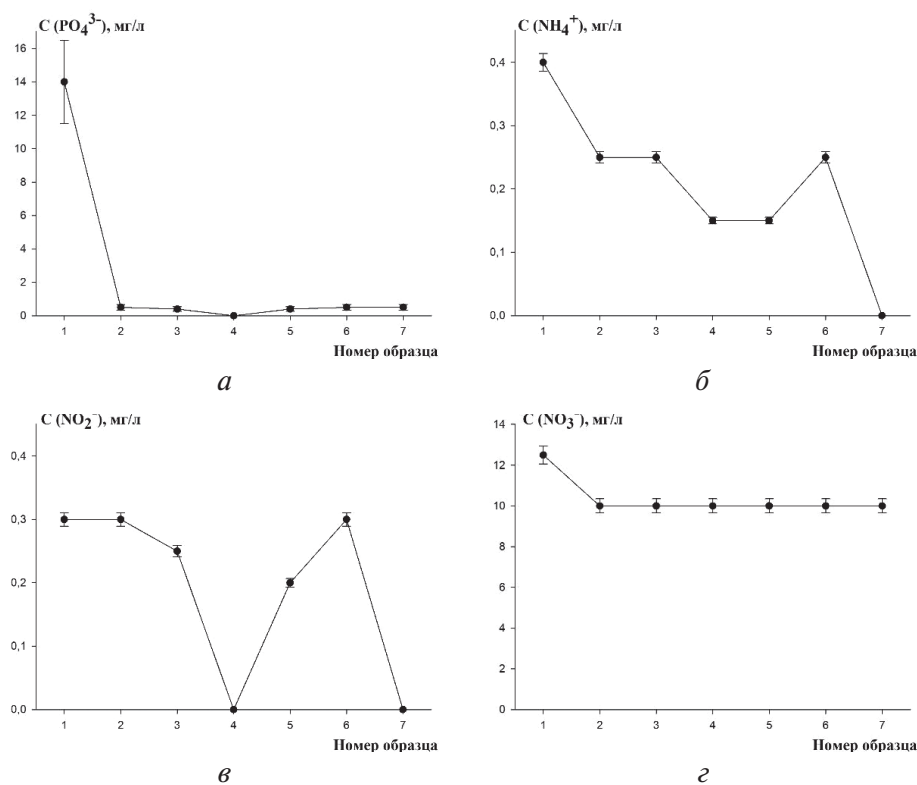 C (PO₄³⁻), мг/л
16
14
12
10
8
6
4
2
0
1 2 3 4 5 6 7
Номер образца
а
C (NH₄⁺), мг/л
0,4
0,3
0,2
0,1
0,0
1 2 3 4 5 6 7
Номер образца
б
C (NO₂⁻), мг/л
0,4
0,3
0,2
0,1
0,0
1 2 3 4 5 6 7
Номер образца
в
C (NO₃⁻), мг/л
14
12
10
8
6
4
2
0
1 2 3 4 5 6 7
Номер образца
г